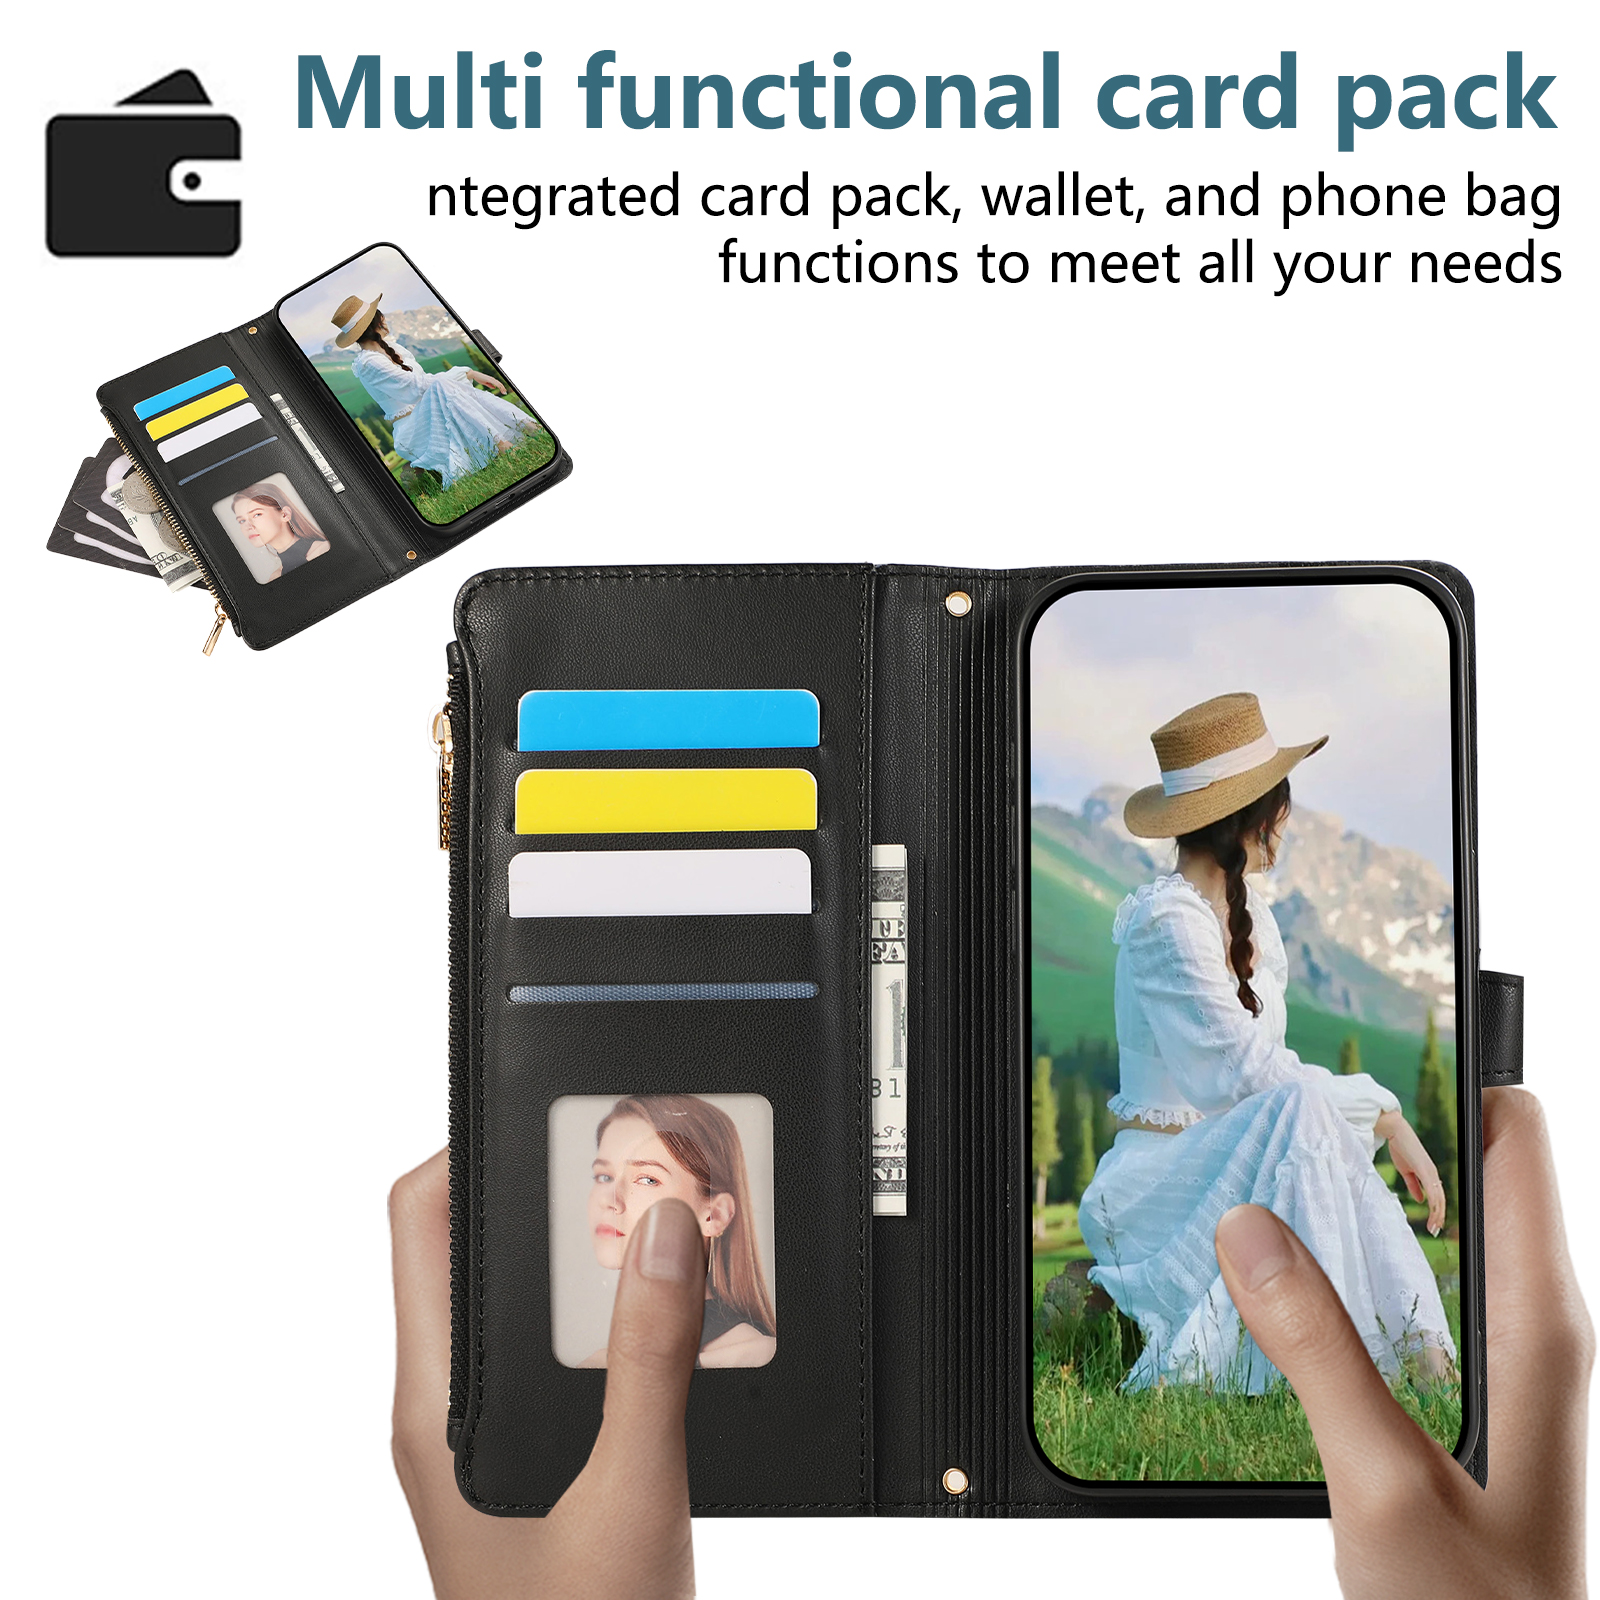 Multi functional card pack
ntegrated card pack, wallet, and phone bag
functions to meet all your needs